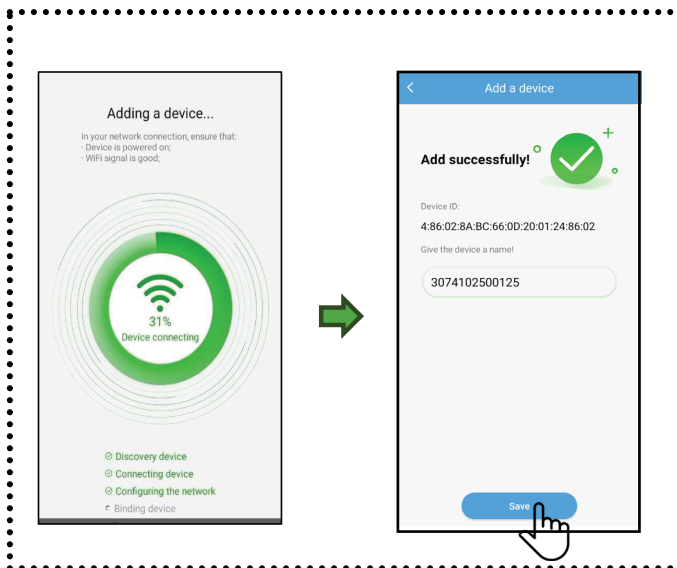 Adding a device...
In your network connection, ensure that:
· Device is powered on;
· WiFi signal is good;
31%
Device connecting
Discovery device
Connecting device
Configuring the network
Binding device
Add a device
Add successfully!
Device ID:
4:86:02:8A:BC:66:0D:20:01:24:86:02
Give the device a name!
3074102500125
Save